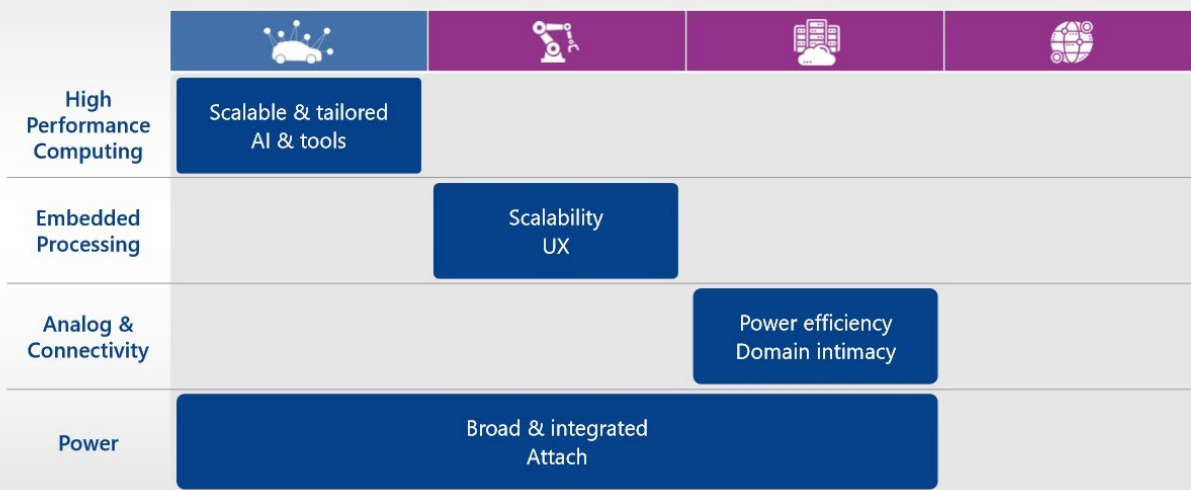 High
Performance
Computing
Scalable & tailored
AI & tools
Embedded
Processing
Scalability
UX
Analog &
Connectivity
Power efficiency
Domain intimacy
Power
Broad & integrated
Attach